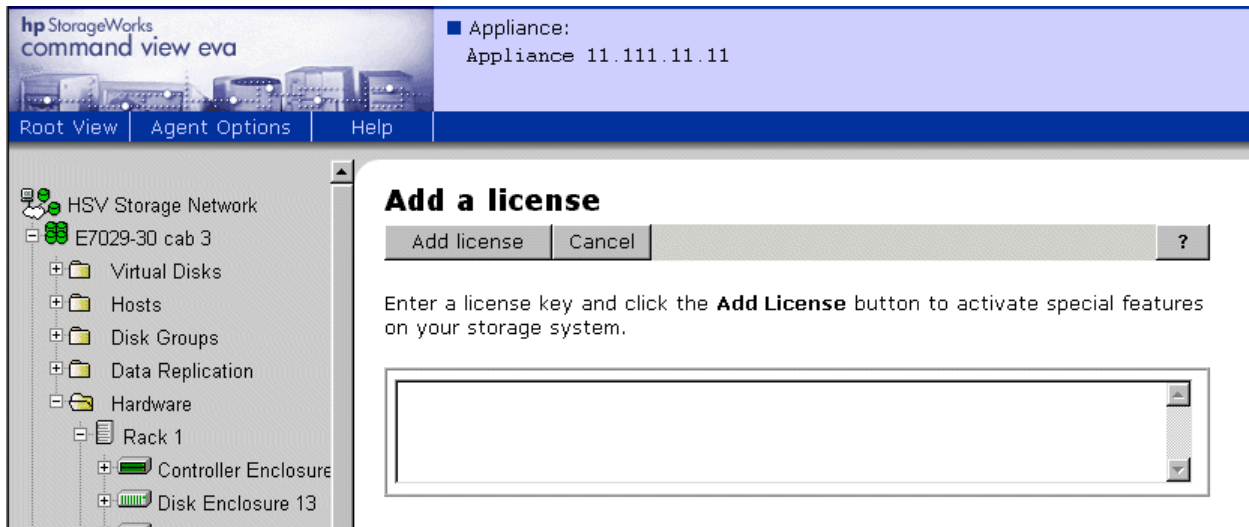 hp StorageWorks
command view eva
Appliance:
Appliance 11.111.11.11
Root View Agent Options Help
HSV Storage Network
E7029-30 cab 3
Virtual Disks
Hosts
Disk Groups
Data Replication
Hardware
Rack 1
Controller Enclosure
Disk Enclosure 13
Add a license
Add license Cancel ?
Enter a license key and click the Add License button to activate special features
on your storage system.